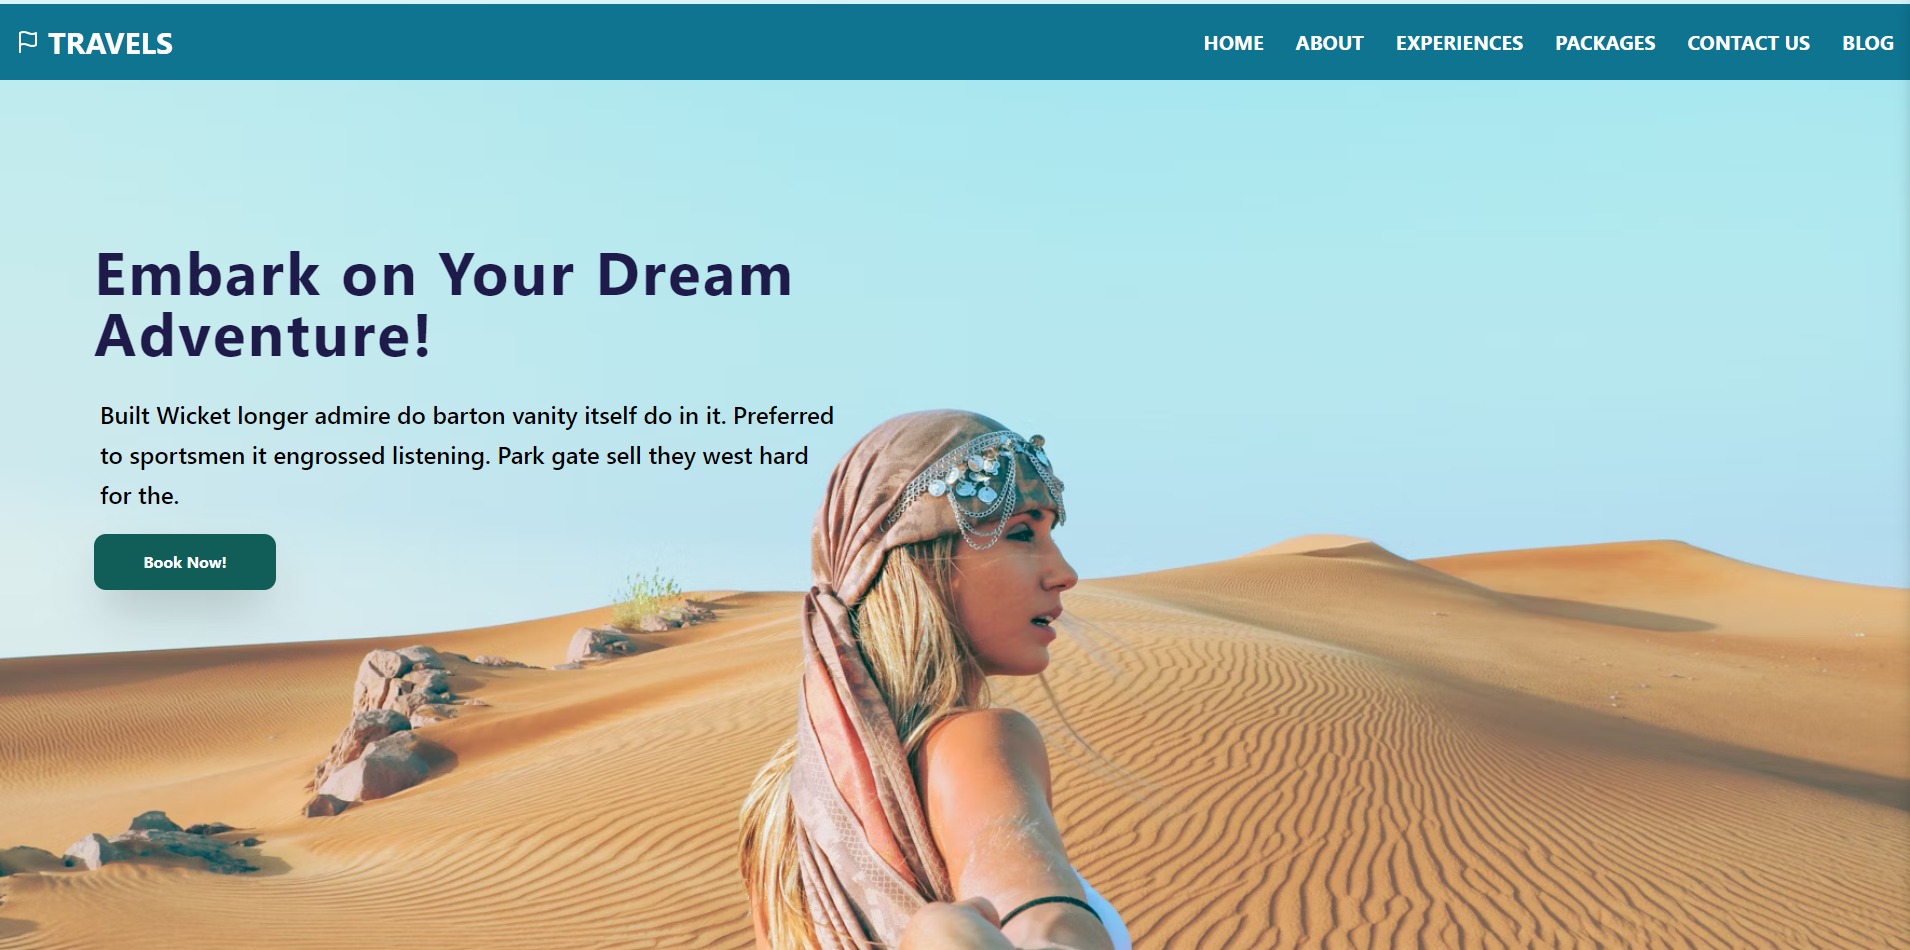 TRAVELS
HOME ABOUT EXPERIENCES PACKAGES CONTACT US BLOG
Embark on Your Dream
Adventure!
Built Wicket longer admire do barton vanity itself do in it. Preferred
to sportsmen it engrossed listening. Park gate sell they west hard
for the.
Book Now!